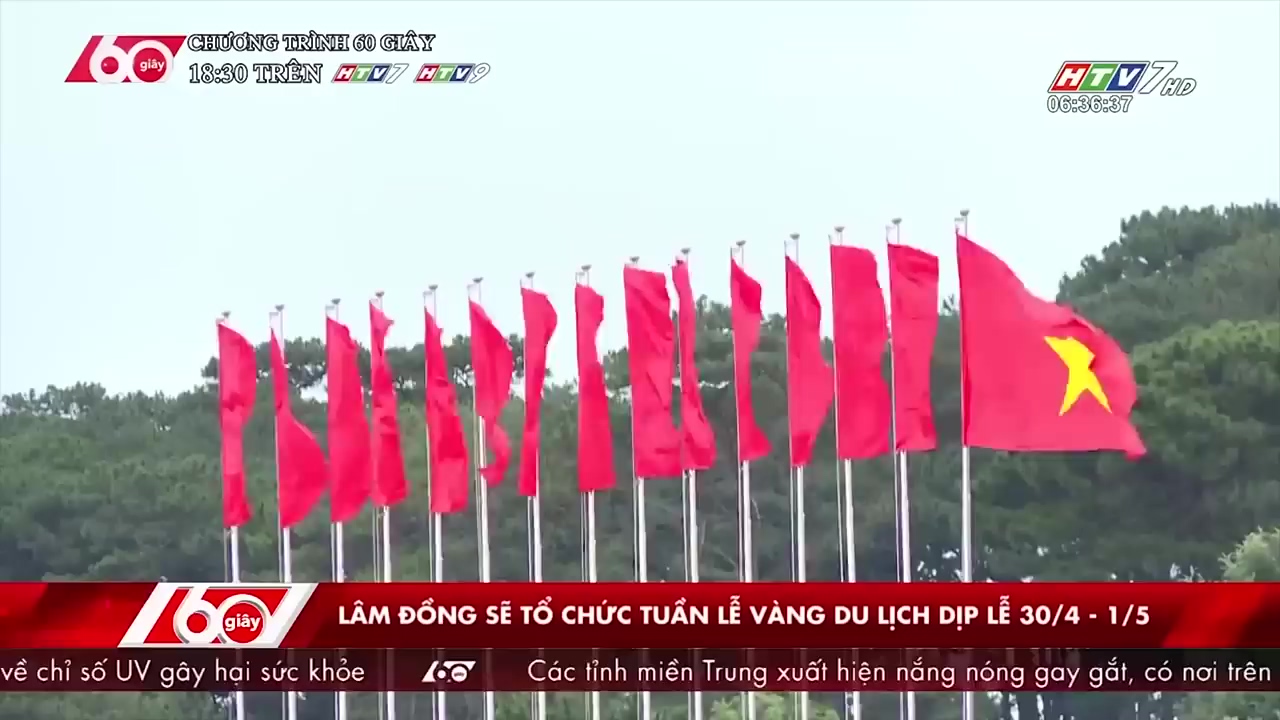 60 giây
CHƯƠNG TRÌNH 60 GIÂY
18:30 TRÊN HTV7 HTV9
HTV7 HD
06:36:37
60 giây
LÂM ĐỒNG SẼ TỔ CHỨC TUẦN LỄ VÀNG DU LỊCH DỊP LỄ 30/4 - 1/5
về chỉ số UV gây hại sức khỏe 60 giây Các tỉnh miền Trung xuất hiện nắng nóng gay gắt, có nơi trên